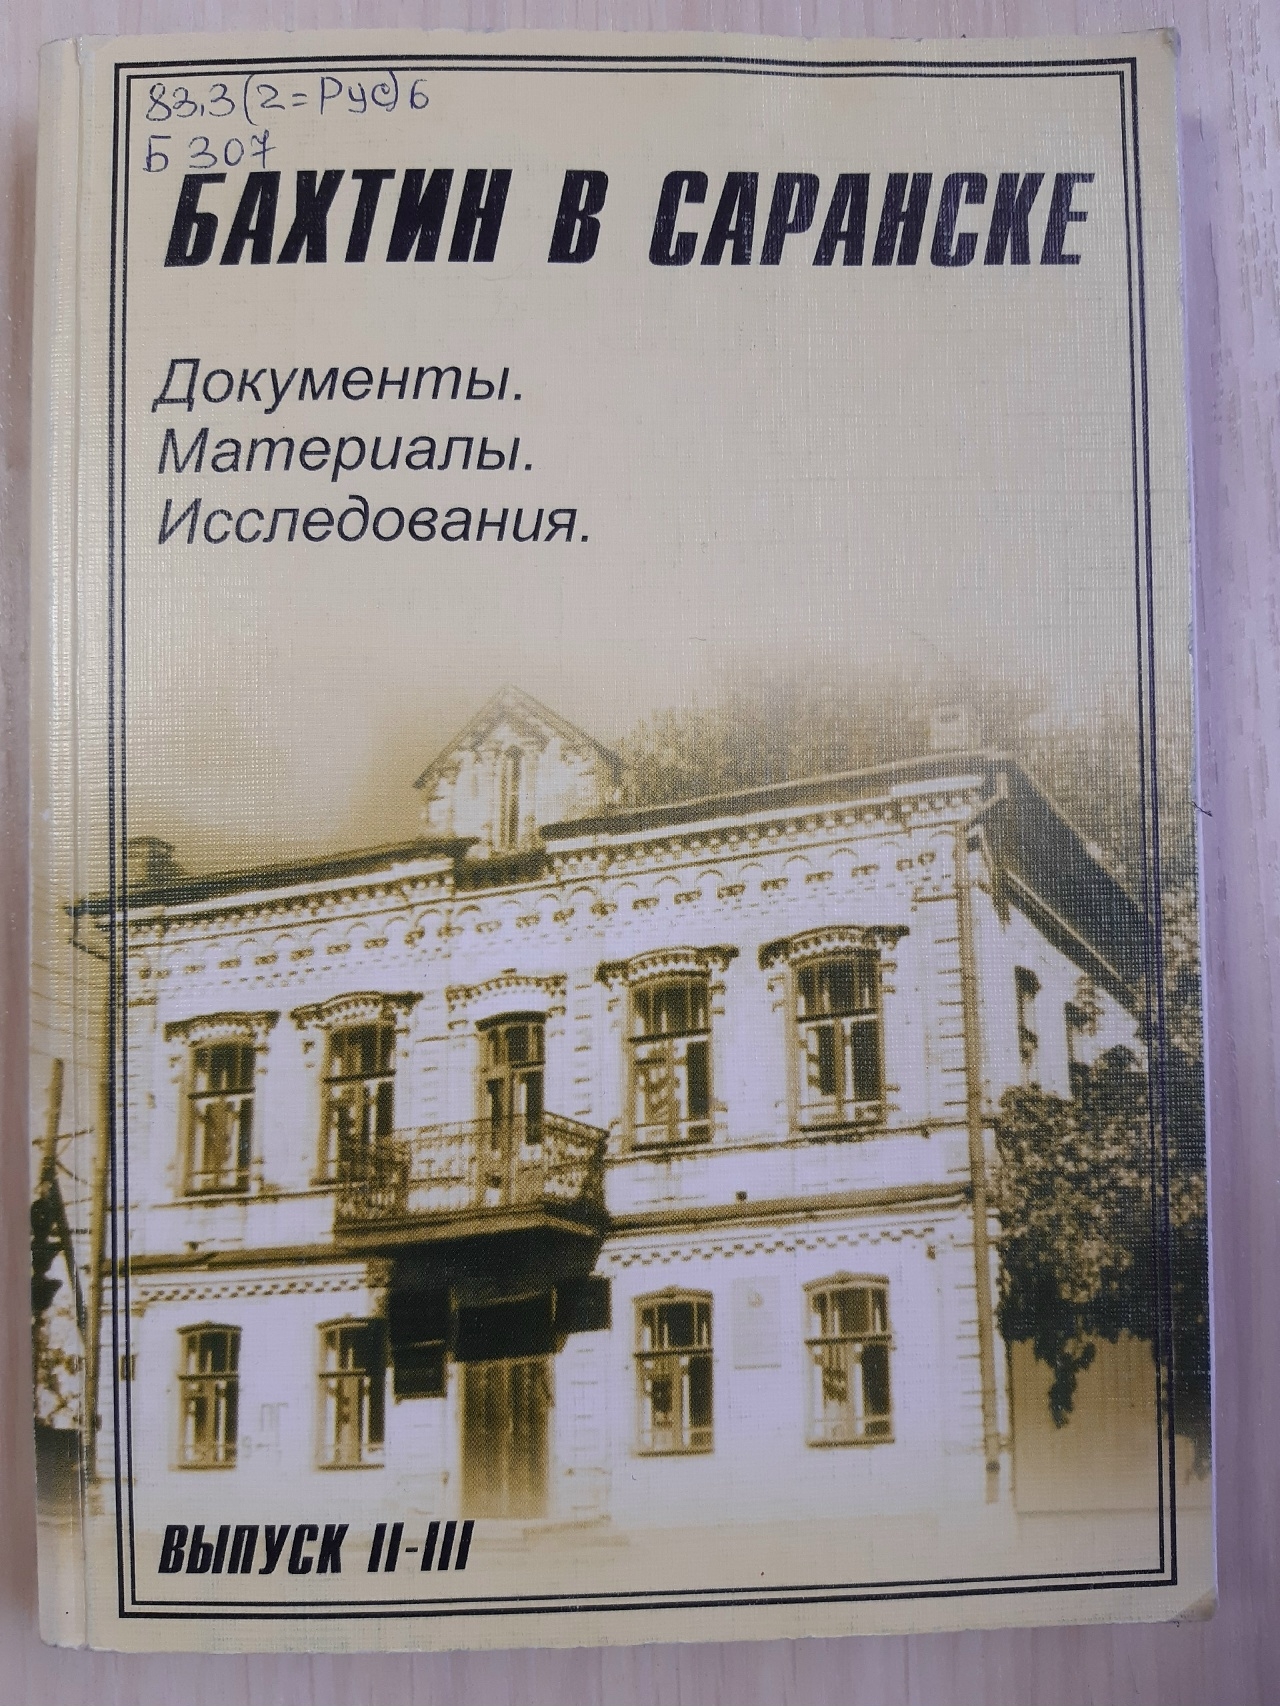 83.3(2=Рус)6
Б 307
БАХТИН В САРАНСКЕ
Документы.
Материалы.
Исследования.
ВЫПУСК II-III